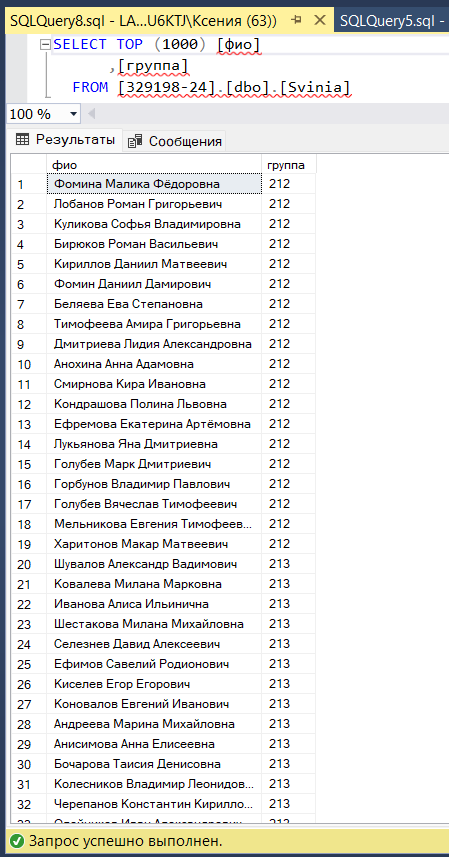 SQLQuery8.sql - LA...U6KTJ\Ксения (63))
SQLQuery5.sql -
SELECT TOP (1000) [фио]
,[группа]
FROM [329198-24].[dbo].[Svinia]
100 %
Результаты
Сообщения
фио группа
1 Фомина Малика Фёдоровна 212
2 Лобанов Роман Григорьевич 212
3 Куликова Софья Владимировна 212
4 Бирюков Роман Васильевич 212
5 Кириллов Даниил Матвеевич 212
6 Фомин Даниил Дамирович 212
7 Беляева Ева Степановна 212
8 Тимофеева Амира Григорьевна 212
9 Дмитриева Лидия Александровна 212
10 Анохина Анна Адамовна 212
11 Смирнова Кира Ивановна 212
12 Кондрашова Полина Львовна 212
13 Ефремова Екатерина Артёмовна 212
14 Лукьянова Яна Дмитриевна 212
15 Голубев Марк Дмитриевич 212
16 Горбунов Владимир Павлович 212
17 Голубев Вячеслав Тимофеевич 212
18 Мельникова Евгения Тимофеев... 212
19 Харитонов Макар Матвеевич 212
20 Шувалов Александр Вадимович 213
21 Ковалева Милана Марковна 213
22 Иванова Алиса Ильинична 213
23 Шестакова Милана Михайловна 213
24 Селезнев Давид Алексеевич 213
25 Ефимов Савелий Родионович 213
26 Киселев Егор Егорович 213
27 Коновалов Евгений Иванович 213
28 Андреева Марина Михайловна 213
29 Анисимова Анна Елисеевна 213
30 Бочарова Таисия Денисовна 213
31 Колесников Владимир Леонидов... 213
32 Черепанов Константин Кирилло... 213
Запрос успешно выполнен.